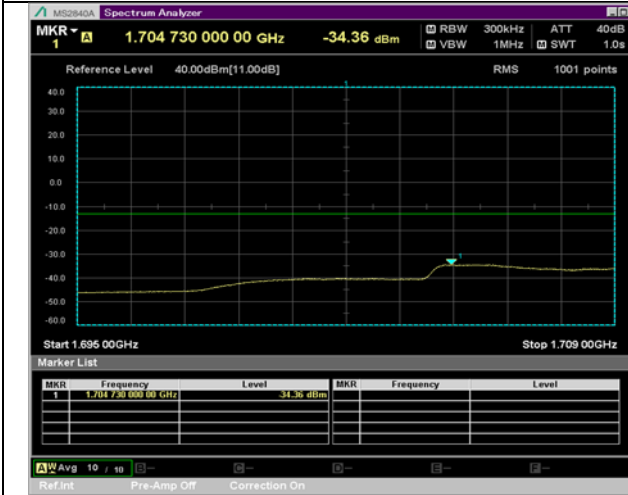 MS2840A Spectrum Analyzer
MKR 1 A 1.704 730 000 00 GHz -34.36 dBm M RBW 300kHz ATT 40dB
M VBW 1MHz M SWT 1.0s
Reference Level 40.00dBm[11.00dB] RMS 1001 points
1
40.0
30.0
20.0
10.0
0.0
-10.0
-20.0
-30.0
1
-40.0
-50.0
-60.0
Start 1.695 00GHz Stop 1.709 00GHz
Marker List
MKR Frequency Level MKR Frequency Level
1 1.704 730 000 00 GHz -34.36 dBm
A W Avg 10 / 10 B-- C-- D-- E-- F--
Ref.Int Pre-Amp Off Correction On